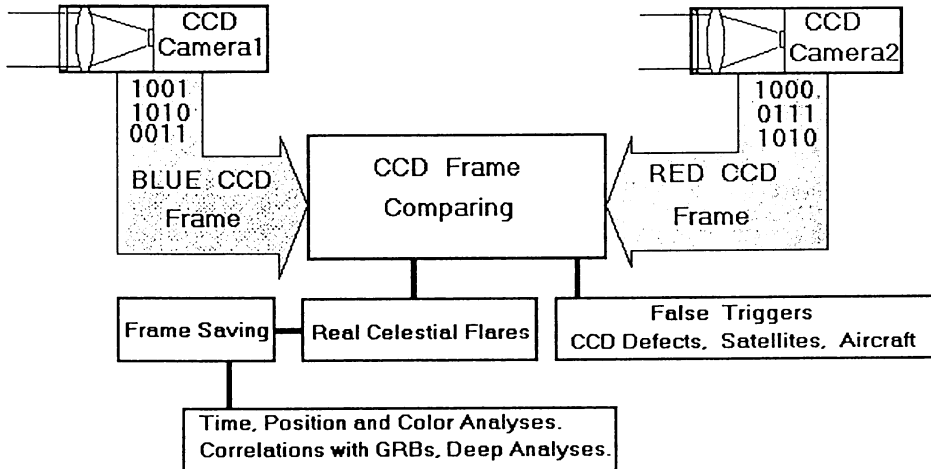 CCD
Camera1
CCD
Camera2
1001
1010
0011
1000.
0111
1010
BLUE CCD
Frame
CCD Frame
Comparing
RED CCD
Frame
Frame Saving
Real Celestial Flares
False Triggers
CCD Defects, Satellites, Aircraft
Time, Position and Color Analyses.
Correlations with GRBs, Deep Analyses.